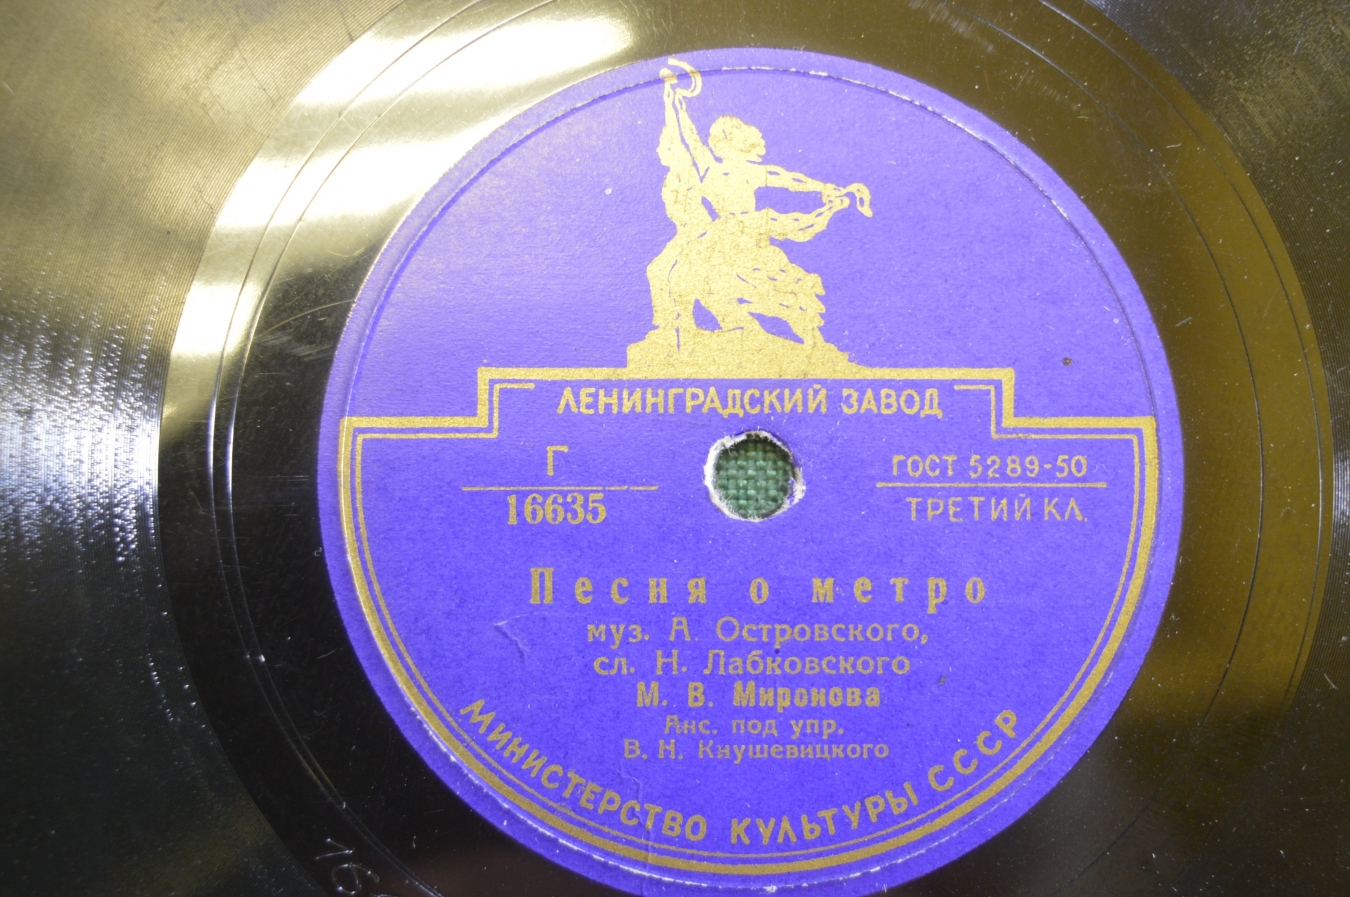 ЛЕНИНГРАДСКИЙ ЗАВОД
Г
16635
ГОСТ 5289-50
ТРЕТИЙ КЛ.
Песня о метро
муз. А. Островского,
сл. Н. Лабковского
М. В. Миронова
Анс. под упр.
В. Н. Кнушевицкого
МИНИСТЕРСТВО КУЛЬТУРЫ СССР